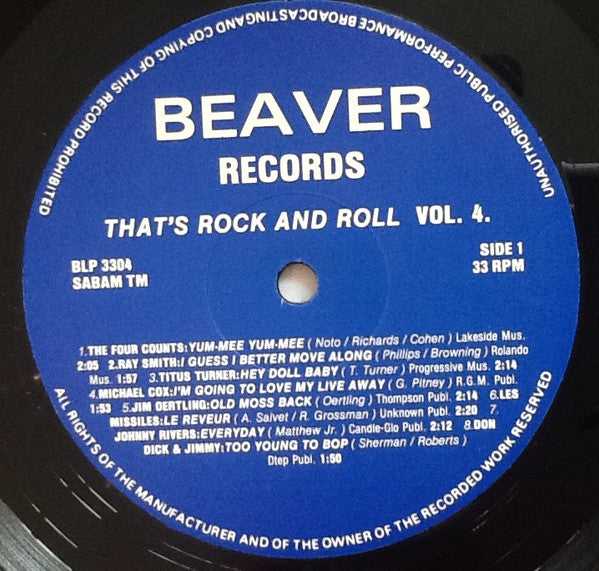 UNAUTHORISED PUBLIC PERFORMANCE BROADCASTING AND COPYING OF THIS RECORD PROHIBITED
BEAVER
RECORDS
THAT'S ROCK AND ROLL VOL. 4.
BLP 3304
SABAM TM
SIDE 1
33 RPM
1.THE FOUR COUNTS:YUM-MEE YUM-MEE ( Noto / Richards / Cohen ) Lakeside Mus.
2:05 2.RAY SMITH:I GUESS I BETTER MOVE ALONG ( Phillips / Browning ) Rolando
Mus. 1:57 3.TITUS TURNER:HEY DOLL BABY ( T. Turner ) Progressive Mus. 2:14
4.MICHAEL COX:I'M GOING TO LOVE MY LIVE AWAY ( G. Pitney ) R.G.M. Publ.
1:53 5.JIM OERTLING:OLD MOSS BACK ( Oertling ) Thompson Publ. 2:14 6.LES
MISSILES:LE REVEUR ( A. Salvet / R. Grossman ) Unknown Publ. 2:20 7.
JOHNNY RIVERS:EVERYDAY ( Matthew Jr. ) Candle-Glo Publ. 2:12 8.DON
DICK & JIMMY:TOO YOUNG TO BOP ( Sherman / Roberts )
Dtep Publ. 1:50
ALL RIGHTS OF THE MANUFACTURER AND OF THE OWNER OF THE RECORDED WORK RESERVED